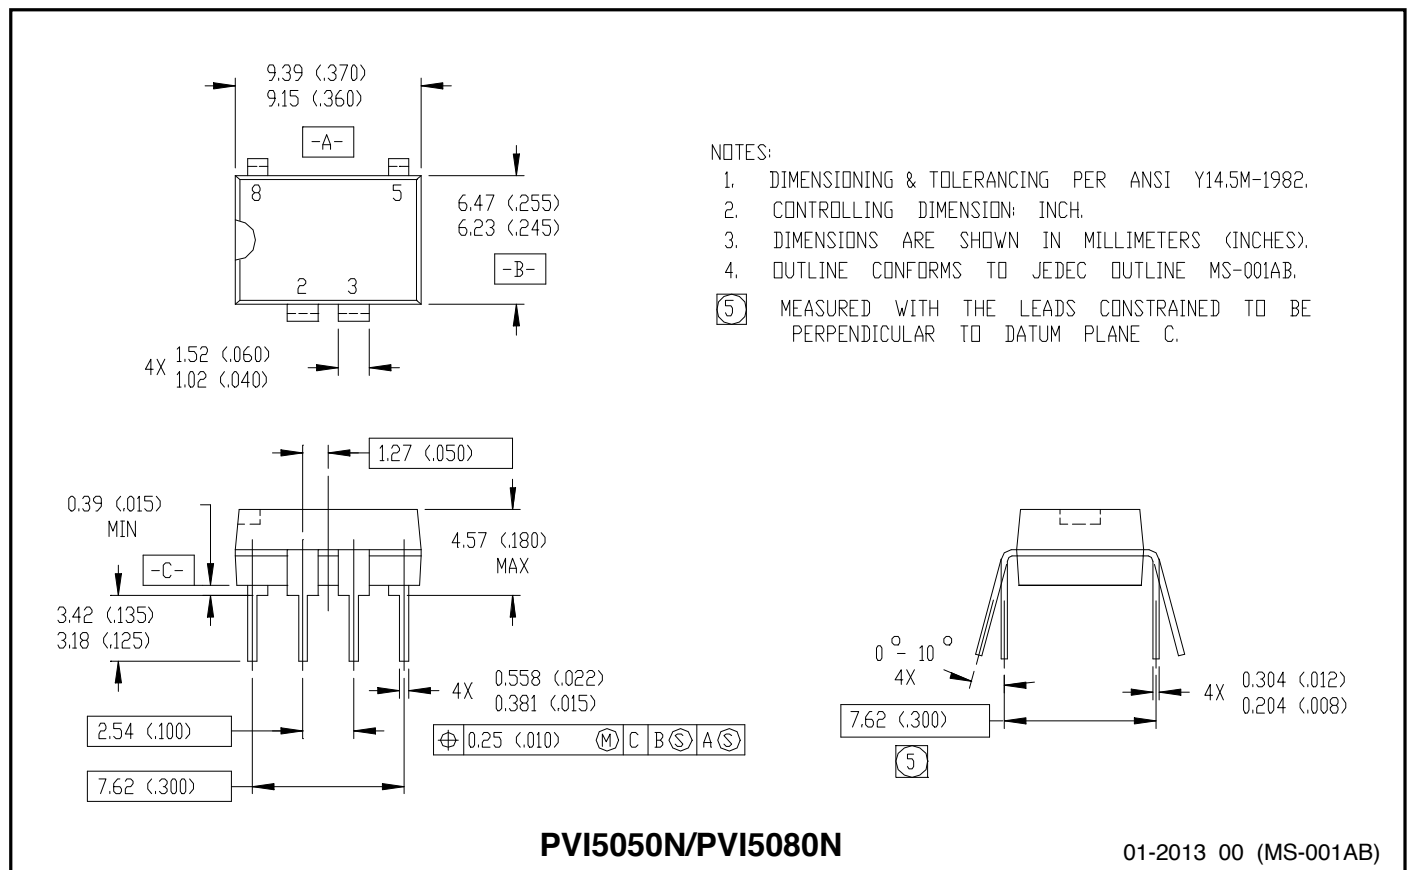 9.39 (.370)
9.15 (.360)
-A-
8 5
2 3
6.47 (.255)
6.23 (.245)
-B-
4X 1.52 (.060)
1.02 (.040)
NOTES:
1. DIMENSIONING & TOLERANCING PER ANSI Y14.5M-1982.
2. CONTROLLING DIMENSION: INCH.
3. DIMENSIONS ARE SHOWN IN MILLIMETERS (INCHES).
4. OUTLINE CONFORMS TO JEDEC OUTLINE MS-001AB.
5 MEASURED WITH THE LEADS CONSTRAINED TO BE
PERPENDICULAR TO DATUM PLANE C.
1.27 (.050)
0.39 (.015)
MIN
4.57 (.180)
MAX
-C-
3.42 (.135)
3.18 (.125)
4X 0.558 (.022)
0.381 (.015)
2.54 (.100)
⌖ 0.25 (.010) Ⓜ C B Ⓢ A Ⓢ
7.62 (.300)
0° - 10°
4X
4X 0.304 (.012)
0.204 (.008)
7.62 (.300)
5
PVI5050N/PVI5080N
01-2013 00 (MS-001AB)